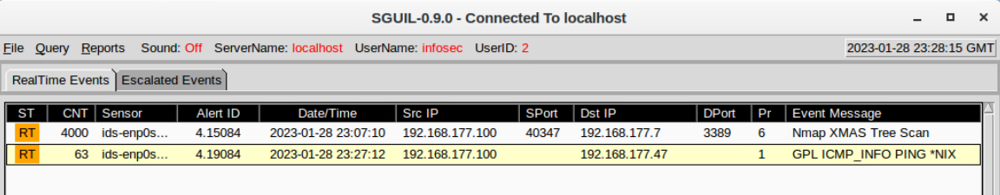 SGUIL-0.9.0 - Connected To localhost
File Query Reports Sound: Off ServerName: localhost UserName: infosec UserID: 2 2023-01-28 23:28:15 GMT
RealTime Events Escalated Events
ST CNT Sensor Alert ID Date/Time Src IP SPort Dst IP DPort Pr Event Message
RT 4000 ids-enp0s... 4.15084 2023-01-28 23:07:10 192.168.177.100 40347 192.168.177.7 3389 6 Nmap XMAS Tree Scan
RT 63 ids-enp0s... 4.19084 2023-01-28 23:27:12 192.168.177.100 192.168.177.47 1 GPL ICMP_INFO PING *NIX